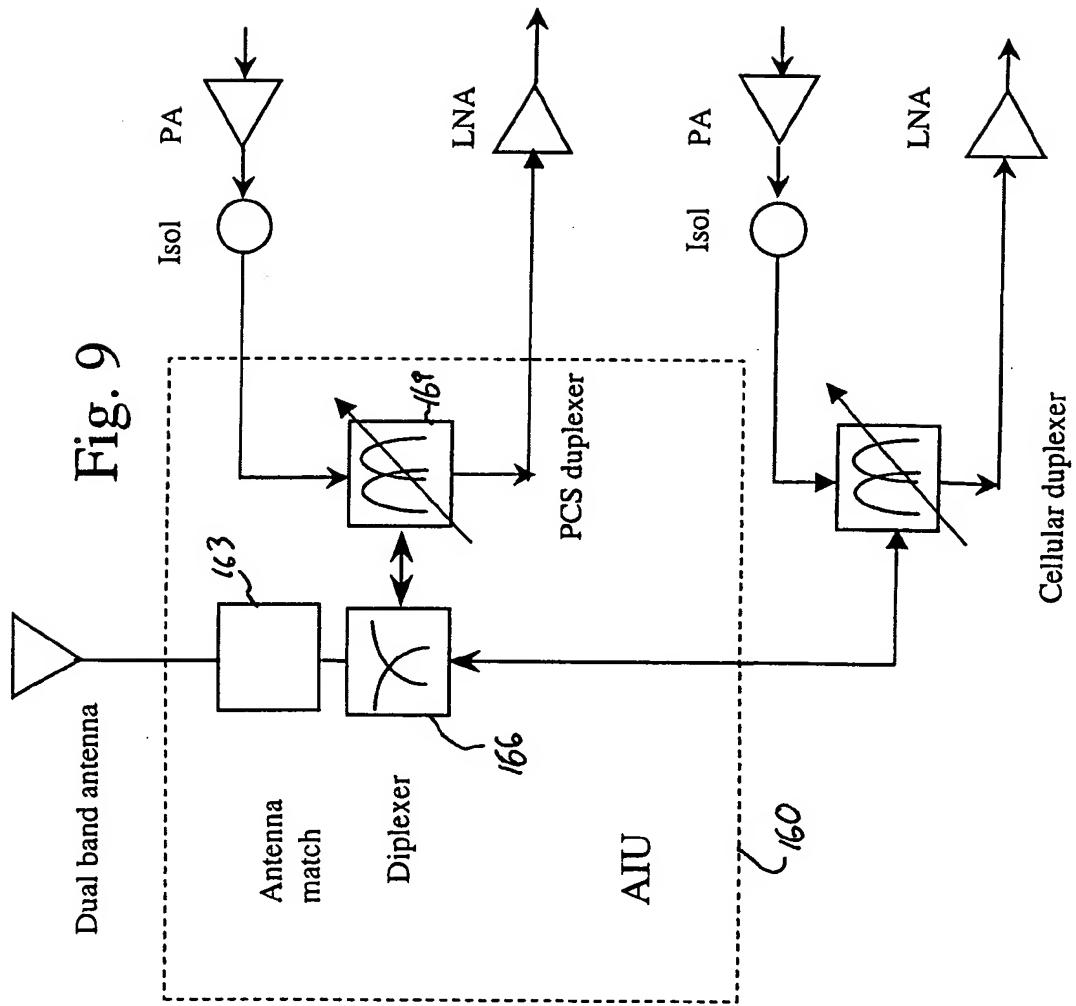 Fig. 9
Dual band antenna
Antenna
match
163
Diplexer
166
169
PCS duplexer
AIU
160
Isol
PA
LNA
Isol
PA
LNA
Cellular duplexer